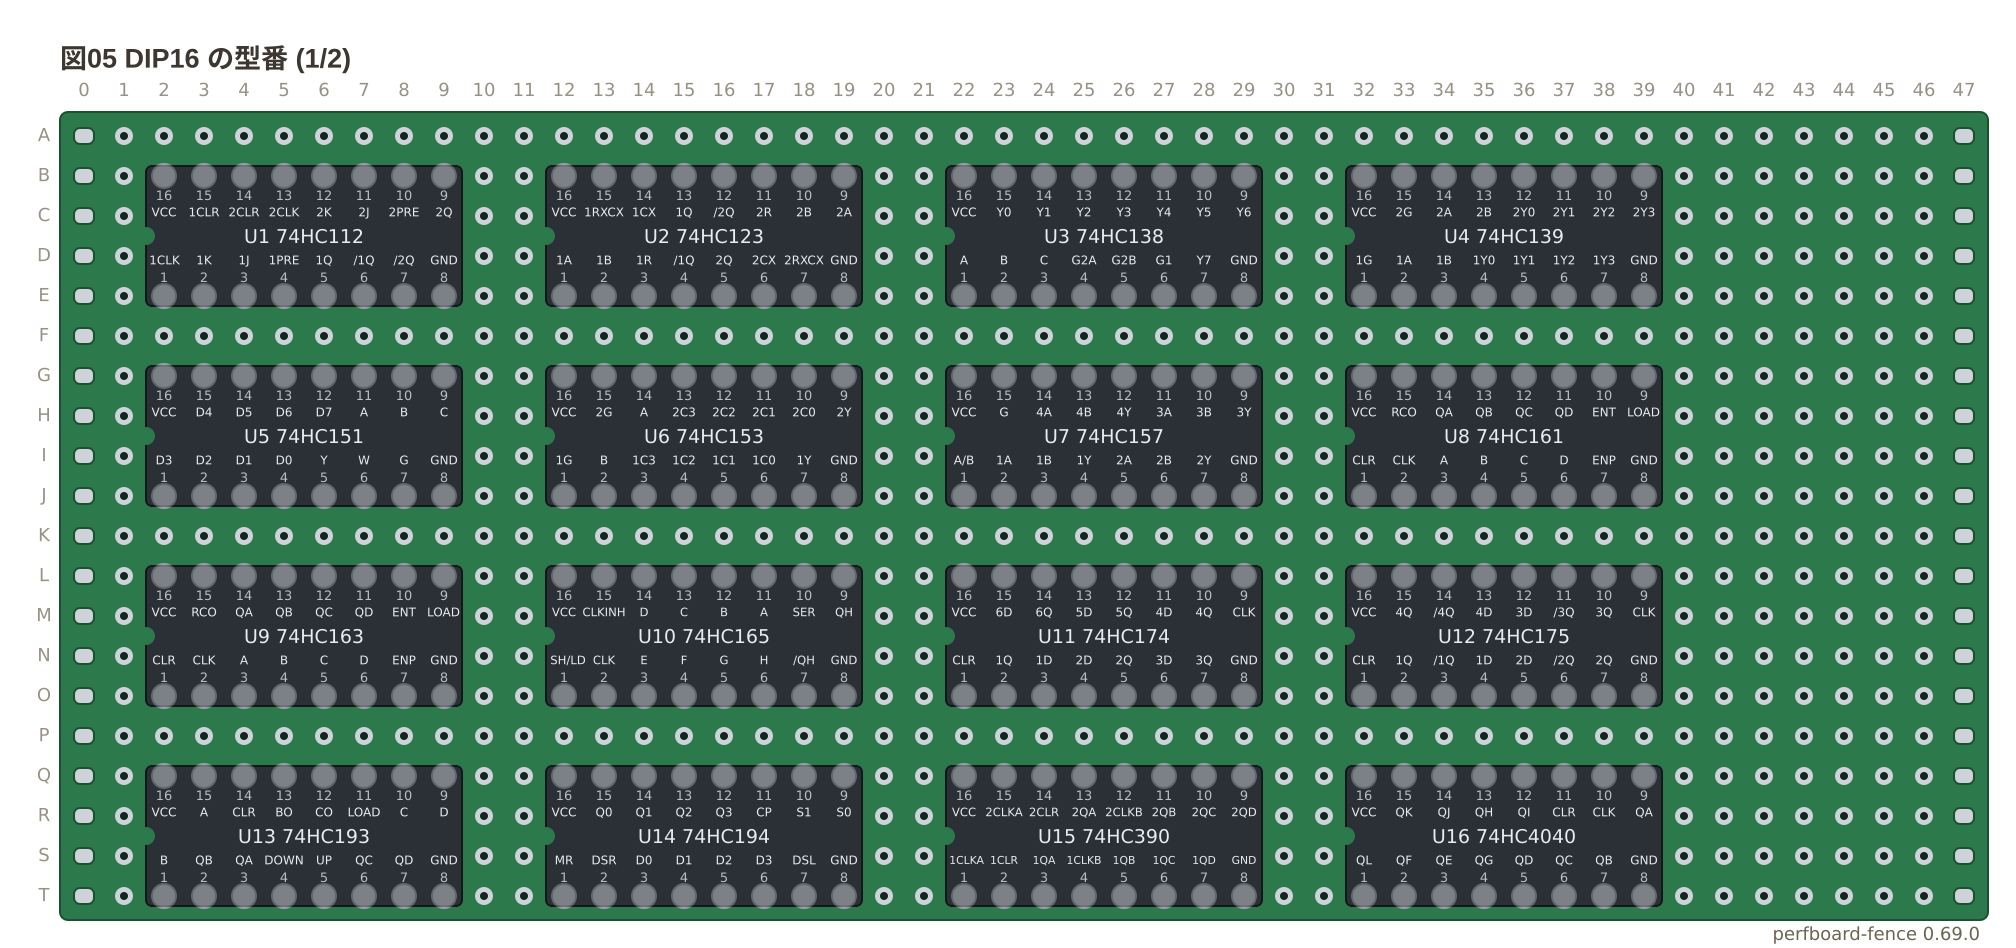 図05 DIP16 の型番 (1/2)
0 1 2 3 4 5 6 7 8 9 10 11 12 13 14 15 16 17 18 19 20 21 22 23 24 25 26 27 28 29 30 31 32 33 34 35 36 37 38 39 40 41 42 43 44 45 46 47
A
B
16 15 14 13 12 11 10 9 16 15 14 13 12 11 10 9 16 15 14 13 12 11 10 9 16 15 14 13 12 11 10 9
C VCC 1CLR 2CLR 2CLK 2K 2J 2PRE 2Q VCC 1RXCX 1CX 1Q /2Q 2R 2B 2A VCC Y0 Y1 Y2 Y3 Y4 Y5 Y6 VCC 2G 2A 2B 2Y0 2Y1 2Y2 2Y3
U1 74HC112 U2 74HC123 U3 74HC138 U4 74HC139
D 1CLK 1K 1J 1PRE 1Q /1Q /2Q GND 1A 1B 1R /1Q 2Q 2CX 2RXCX GND A B C G2A G2B G1 Y7 GND 1G 1A 1B 1Y0 1Y1 1Y2 1Y3 GND
1 2 3 4 5 6 7 8 1 2 3 4 5 6 7 8 1 2 3 4 5 6 7 8 1 2 3 4 5 6 7 8
E
F
G
16 15 14 13 12 11 10 9 16 15 14 13 12 11 10 9 16 15 14 13 12 11 10 9 16 15 14 13 12 11 10 9
H VCC D4 D5 D6 D7 A B C VCC 2G A 2C3 2C2 2C1 2C0 2Y VCC G 4A 4B 4Y 3A 3B 3Y VCC RCO QA QB QC QD ENT LOAD
U5 74HC151 U6 74HC153 U7 74HC157 U8 74HC161
I D3 D2 D1 D0 Y W G GND 1G B 1C3 1C2 1C1 1C0 1Y GND A/B 1A 1B 1Y 2A 2B 2Y GND CLR CLK A B C D ENP GND
1 2 3 4 5 6 7 8 1 2 3 4 5 6 7 8 1 2 3 4 5 6 7 8 1 2 3 4 5 6 7 8
J
K
L
16 15 14 13 12 11 10 9 16 15 14 13 12 11 10 9 16 15 14 13 12 11 10 9 16 15 14 13 12 11 10 9
M VCC RCO QA QB QC QD ENT LOAD VCC CLKINH D C B A SER QH VCC 6D 6Q 5D 5Q 4D 4Q CLK VCC 4Q /4Q 4D 3D /3Q 3Q CLK
U9 74HC163 U10 74HC165 U11 74HC174 U12 74HC175
N CLR CLK A B C D ENP GND SH/LD CLK E F G H /QH GND CLR 1Q 1D 2D 2Q 3D 3Q GND CLR 1Q /1Q 1D 2D /2Q 2Q GND
1 2 3 4 5 6 7 8 1 2 3 4 5 6 7 8 1 2 3 4 5 6 7 8 1 2 3 4 5 6 7 8
O
P
Q
16 15 14 13 12 11 10 9 16 15 14 13 12 11 10 9 16 15 14 13 12 11 10 9 16 15 14 13 12 11 10 9
R VCC A CLR BO CO LOAD C D VCC Q0 Q1 Q2 Q3 CP S1 S0 VCC 2CLKA 2CLR 2QA 2CLKB 2QB 2QC 2QD VCC QK QJ QH QI CLR CLK QA
U13 74HC193 U14 74HC194 U15 74HC390 U16 74HC4040
S B QB QA DOWN UP QC QD GND MR DSR D0 D1 D2 D3 DSL GND 1CLKA 1CLR 1QA 1CLKB 1QB 1QC 1QD GND QL QF QE QG QD QC QB GND
1 2 3 4 5 6 7 8 1 2 3 4 5 6 7 8 1 2 3 4 5 6 7 8 1 2 3 4 5 6 7 8
T
perfboard-fence 0.69.0